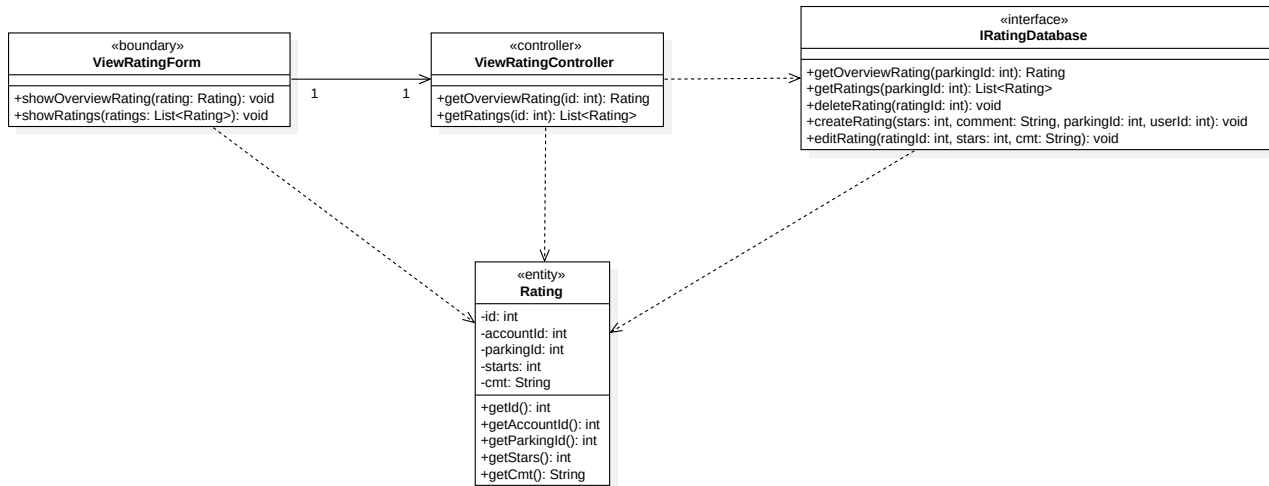 «boundary»
ViewRatingForm
+showOverviewRating(rating: Rating): void
+showRatings(ratings: List<Rating>): void
1
1
«controller»
ViewRatingController
+getOverviewRating(id: int): Rating
+getRatings(id: int): List<Rating>
«interface»
IRatingDatabase
+getOverviewRating(parkingId: int): Rating
+getRatings(parkingId: int): List<Rating>
+deleteRating(ratingId: int): void
+createRating(stars: int, comment: String, parkingId: int, userId: int): void
+editRating(ratingId: int, stars: int, cmt: String): void
«entity»
Rating
-id: int
-accountId: int
-parkingId: int
-starts: int
-cmt: String
+getId(): int
+getAccountId(): int
+getParkingId(): int
+getStars(): int
+getCmt(): String